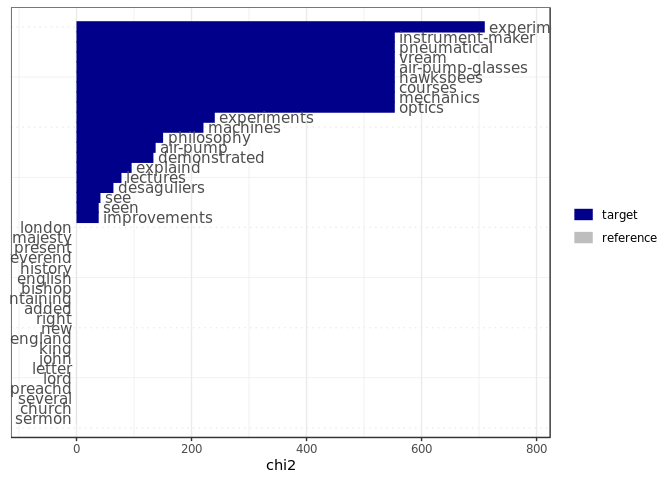 experim
instrument-maker
pneumatical
vream
air-pump-glasses
hawksbees
courses
mechanics
optics
experiments
machines
philosophy
air-pump
demonstrated
explaind
lectures
desaguliers
see
seen
improvements
london
majesty
present
everend
history
english
bishop
ntaining
added
right
new
england
king
john
letter
lord
preachd
several
church
sermon
target
reference
0 200 400 600 800
chi2